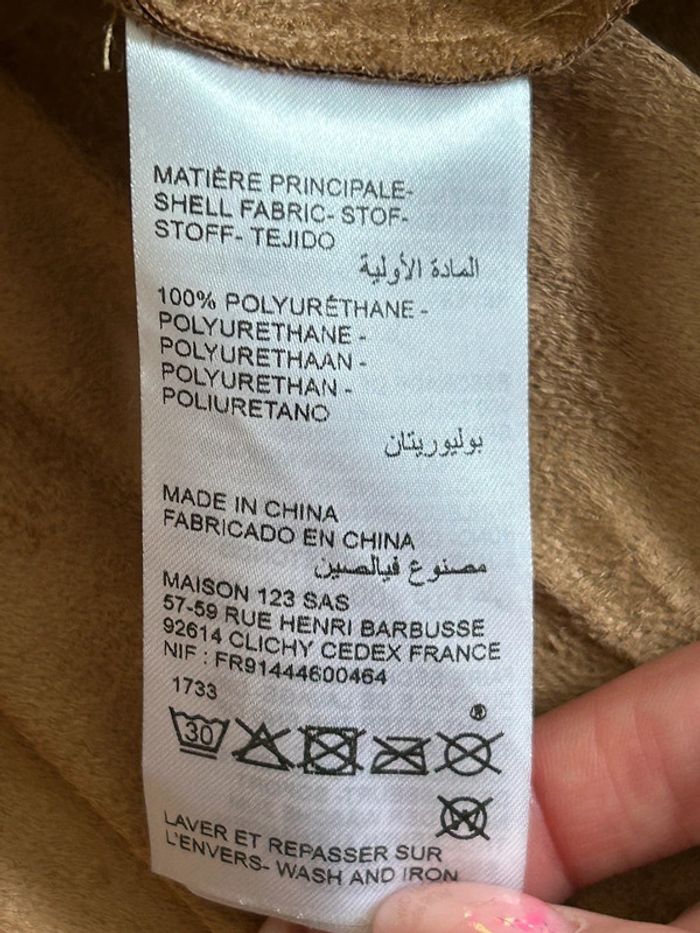 MATIÈRE PRINCIPALE-
SHELL FABRIC- STOF-
STOFF- TEJIDO
المادة الأولية
100% POLYURÉTHANE -
POLYURETHANE -
POLYURETHAAN -
POLYURETHAN -
POLIURETANO
بوليوريتان
MADE IN CHINA
FABRICADO EN CHINA
مصنوع فيالصين
MAISON 123 SAS
57-59 RUE HENRI BARBUSSE
92614 CLICHY CEDEX FRANCE
NIF : FR91444600464
1733
®
30
W
LAVER ET REPASSER SUR
L'ENVERS- WASH AND IRON